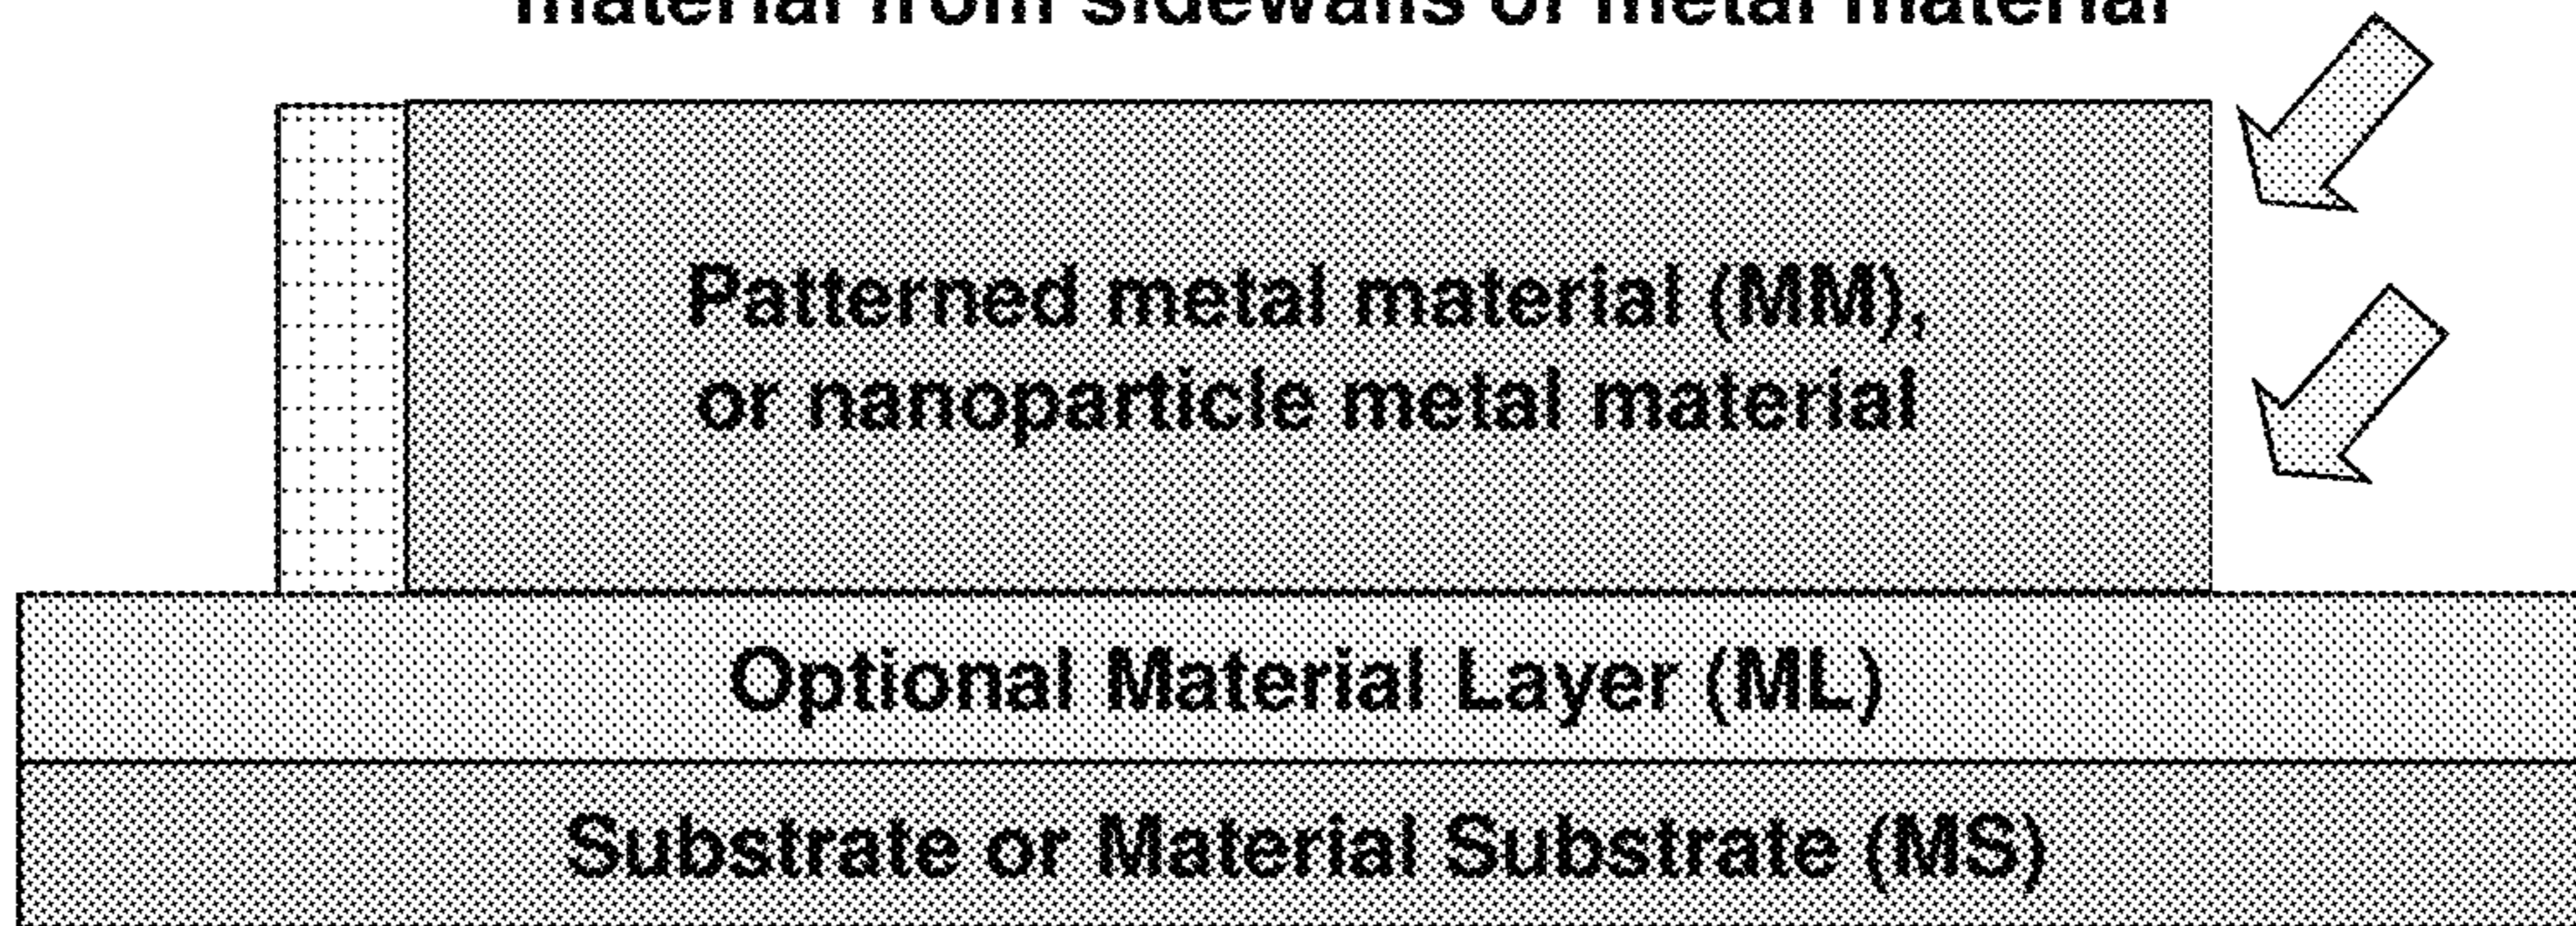 material from sidewalls of metal material
Patterned metal material (MM),
or nanoparticle metal material
Optional Material Layer (ML)
Substrate or Material Substrate (MS)